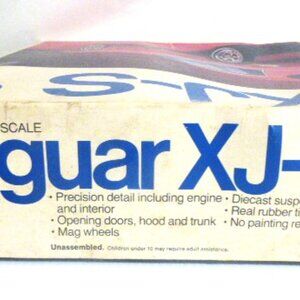 SCALE
guar XJ-
• Precision detail including engine
and interior
• Opening doors, hood and trunk
• Mag wheels
• Diecast susp
• Real rubber ti
• No painting re
Unassembled. Children under 10 may require adult assistance.